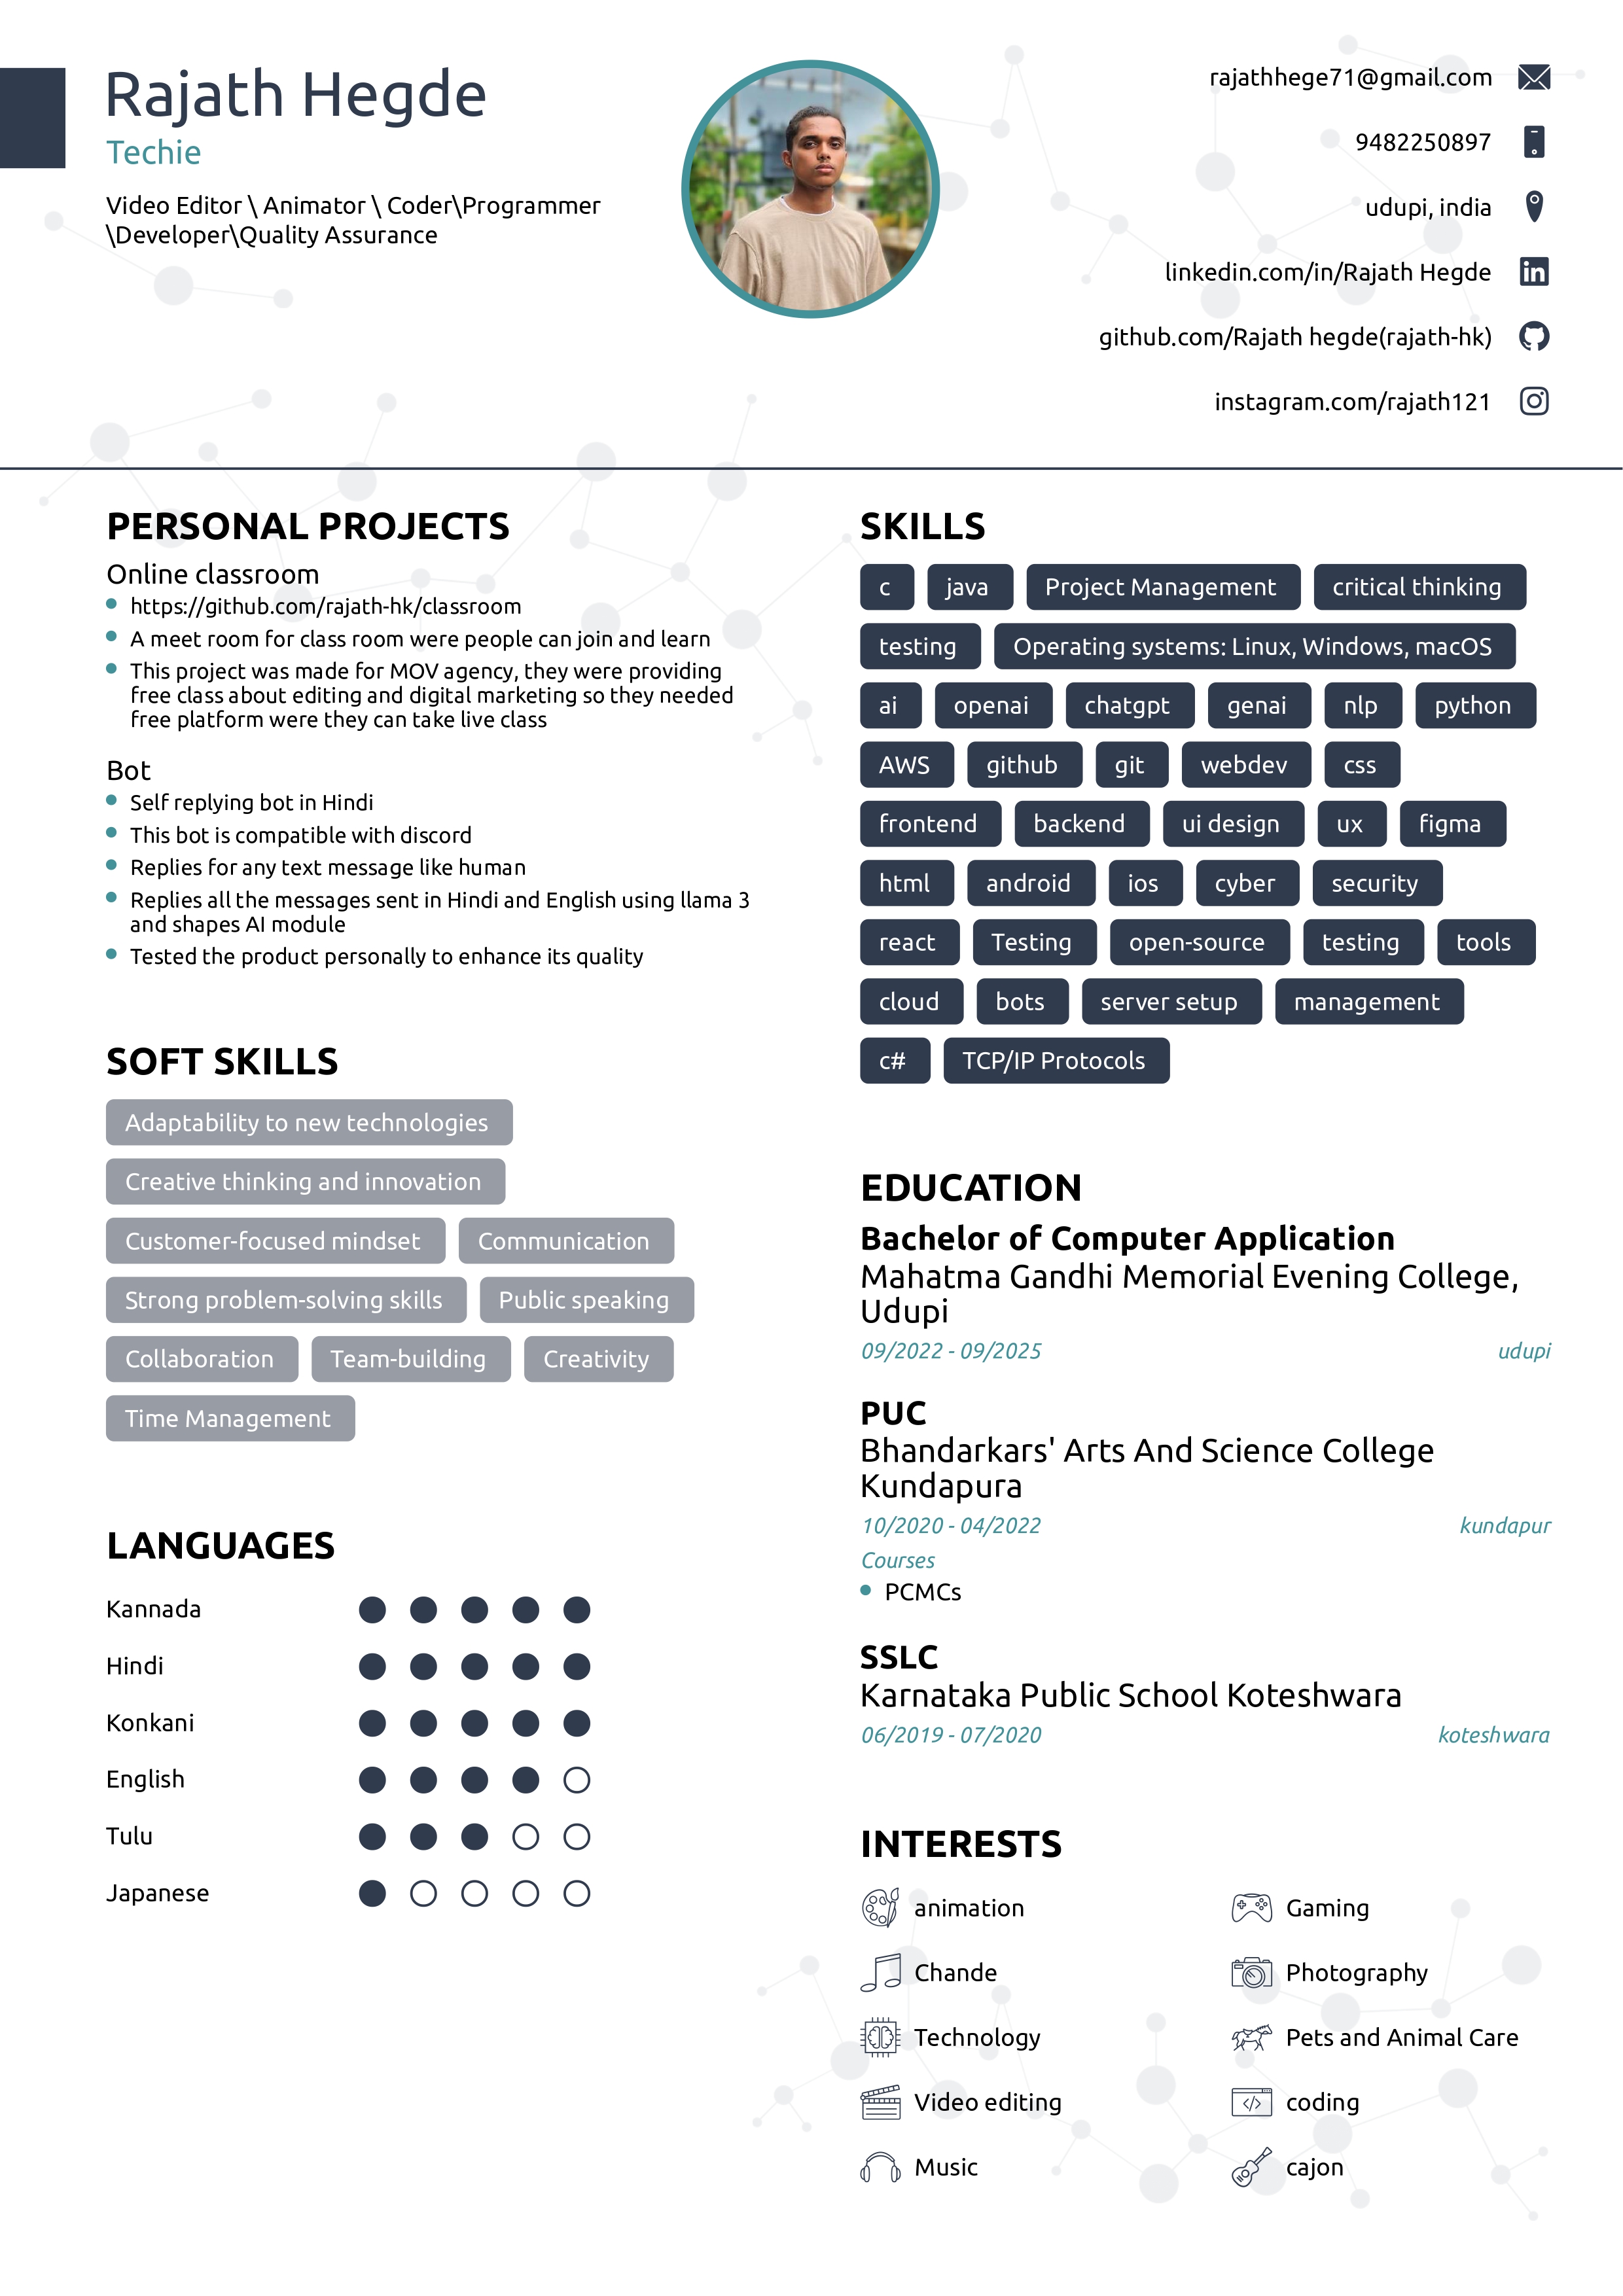 Rajath Hegde
Techie
Video Editor \ Animator \ Coder\Programmer
\Developer\Quality Assurance
rajathhege71@gmail.com
9482250897
udupi, india
linkedin.com/in/Rajath Hegde
github.com/Rajath hegde(rajath-hk)
instagram.com/rajath121
PERSONAL PROJECTS
Online classroom
https://github.com/rajath-hk/classroom
A meet room for class room were people can join and learn
This project was made for MOV agency, they were providing
free class about editing and digital marketing so they needed
free platform were they can take live class
Bot
Self replying bot in Hindi
This bot is compatible with discord
Replies for any text message like human
Replies all the messages sent in Hindi and English using llama 3
and shapes AI module
Tested the product personally to enhance its quality
SOFT SKILLS
Adaptability to new technologies
Creative thinking and innovation
Customer-focused mindset Communication
Strong problem-solving skills Public speaking
Collaboration Team-building Creativity
Time Management
LANGUAGES
Kannada
Hindi
Konkani
English
Tulu
Japanese
SKILLS
c java Project Management critical thinking
testing Operating systems: Linux, Windows, macOS
ai openai chatgpt genai nlp python
AWS github git webdev css
frontend backend ui design ux figma
html android ios cyber security
react Testing open-source testing tools
cloud bots server setup management
c# TCP/IP Protocols
EDUCATION
Bachelor of Computer Application
Mahatma Gandhi Memorial Evening College,
Udupi
09/2022 - 09/2025 udupi
PUC
Bhandarkars' Arts And Science College
Kundapura
10/2020 - 04/2022 kundapur
Courses
PCMCs
SSLC
Karnataka Public School Koteshwara
06/2019 - 07/2020 koteshwara
INTERESTS
animation Gaming
Chande Photography
Technology Pets and Animal Care
Video editing coding
Music cajon